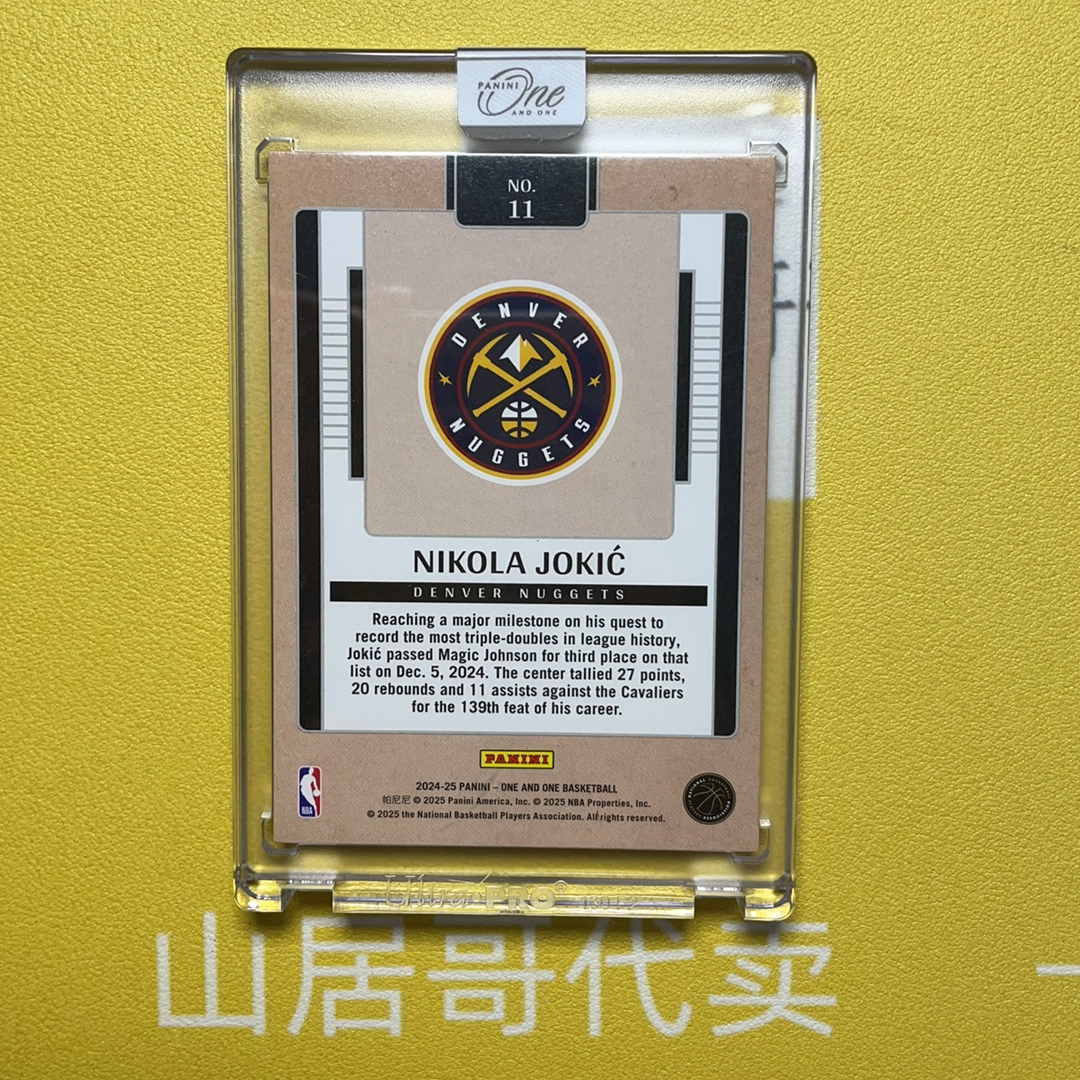 PANINI One
AND ONE
NO.
11
DENVER
NUGGETS
NIKOLA JOKIĆ
DENVER NUGGETS
Reaching a major milestone on his quest to
record the most triple-doubles in league history,
Jokić passed Magic Johnson for third place on that
list on Dec. 5, 2024. The center tallied 27 points,
20 rebounds and 11 assists against the Cavaliers
for the 139th feat of his career.
PANINI
2024-25 PANINI – ONE AND ONE BASKETBALL
帕尼尼 © 2025 Panini America, Inc. © 2025 NBA Properties, Inc.
© 2025 the National Basketball Players Association. All rights reserved.
NBA
Ultra PRO®
山居哥代卖